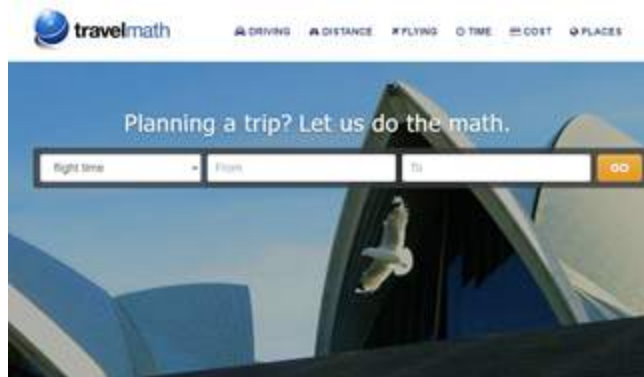 travelmath
DRIVING DISTANCE FLYING TIME COST PLACES
Planning a trip? Let us do the math.
flight time From To GO